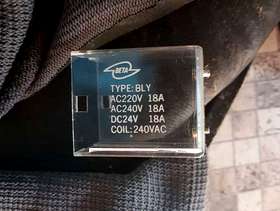 BETA
TYPE: BLY
AC220V 18A
AC240V 18A
DC24V 18A
COIL: 240VAC